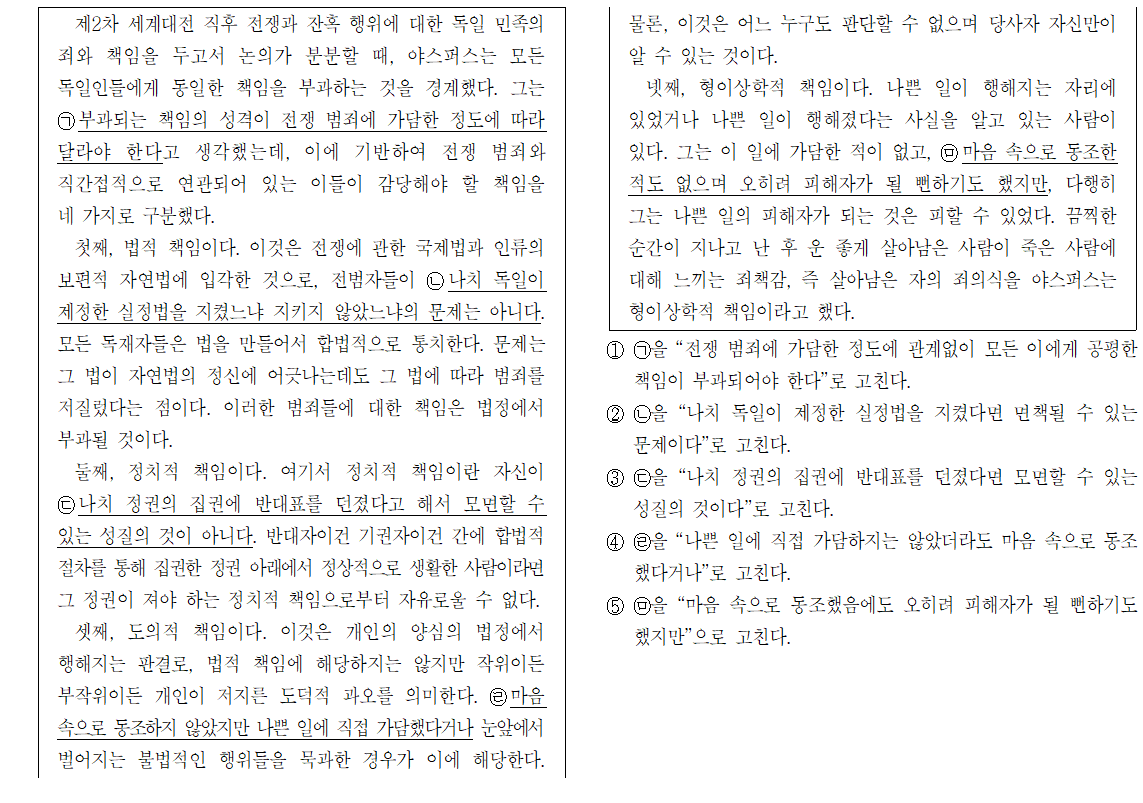 제2차 세계대전 직후 전쟁과 잔혹 행위에 대한 독일 민족의
죄와 책임을 두고서 논의가 분분할 때, 야스퍼스는 모든
독일인들에게 동일한 책임을 부과하는 것을 경계했다. 그는
㉠부과되는 책임의 성격이 전쟁 범죄에 가담한 정도에 따라
달라야 한다고 생각했는데, 이에 기반하여 전쟁 범죄와
직간접적으로 연관되어 있는 이들이 감당해야 할 책임을
네 가지로 구분했다.
첫째, 법적 책임이다. 이것은 전쟁에 관한 국제법과 인류의
보편적 자연법에 입각한 것으로, 전범자들이 ㉡나치 독일이
제정한 실정법을 지켰느냐 지키지 않았느냐의 문제는 아니다.
모든 독재자들은 법을 만들어서 합법적으로 통치한다. 문제는
그 법이 자연법의 정신에 어긋나는데도 그 법에 따라 범죄를
저질렀다는 점이다. 이러한 범죄들에 대한 책임은 법정에서
부과될 것이다.
둘째, 정치적 책임이다. 여기서 정치적 책임이란 자신이
㉢나치 정권의 집권에 반대표를 던졌다고 해서 모면할 수
있는 성질의 것이 아니다. 반대자이건 기권자이건 간에 합법적
절차를 통해 집권한 정권 아래에서 정상적으로 생활한 사람이라면
그 정권이 져야 하는 정치적 책임으로부터 자유로울 수 없다.
셋째, 도의적 책임이다. 이것은 개인의 양심의 법정에서
행해지는 판결로, 법적 책임에 해당하지는 않지만 작위이든
부작위이든 개인이 저지른 도덕적 과오를 의미한다. ㉣마음
속으로 동조하지 않았지만 나쁜 일에 직접 가담했다거나 눈앞에서
벌어지는 불법적인 행위들을 묵과한 경우가 이에 해당한다.
물론, 이것은 어느 누구도 판단할 수 없으며 당사자 자신만이
알 수 있는 것이다.
넷째, 형이상학적 책임이다. 나쁜 일이 행해지는 자리에
있었거나 나쁜 일이 행해졌다는 사실을 알고 있는 사람이
있다. 그는 이 일에 가담한 적이 없고, ㉤마음 속으로 동조한
적도 없으며 오히려 피해자가 될 뻔하기도 했지만, 다행히
그는 나쁜 일의 피해자가 되는 것은 피할 수 있었다. 끔찍한
순간이 지나고 난 후 운 좋게 살아남은 사람이 죽은 사람에
대해 느끼는 죄책감, 즉 살아남은 자의 죄의식을 야스퍼스는
형이상학적 책임이라고 했다.
① ㉠을 “전쟁 범죄에 가담한 정도에 관계없이 모든 이에게 공평한
책임이 부과되어야 한다”로 고친다.
② ㉡을 “나치 독일이 제정한 실정법을 지켰다면 면책될 수 있는
문제이다”로 고친다.
③ ㉢을 “나치 정권의 집권에 반대표를 던졌다면 모면할 수 있는
성질의 것이다”로 고친다.
④ ㉣을 “나쁜 일에 직접 가담하지는 않았더라도 마음 속으로 동조
했다거나”로 고친다.
⑤ ㉤을 “마음 속으로 동조했음에도 오히려 피해자가 될 뻔하기도
했지만”으로 고친다.